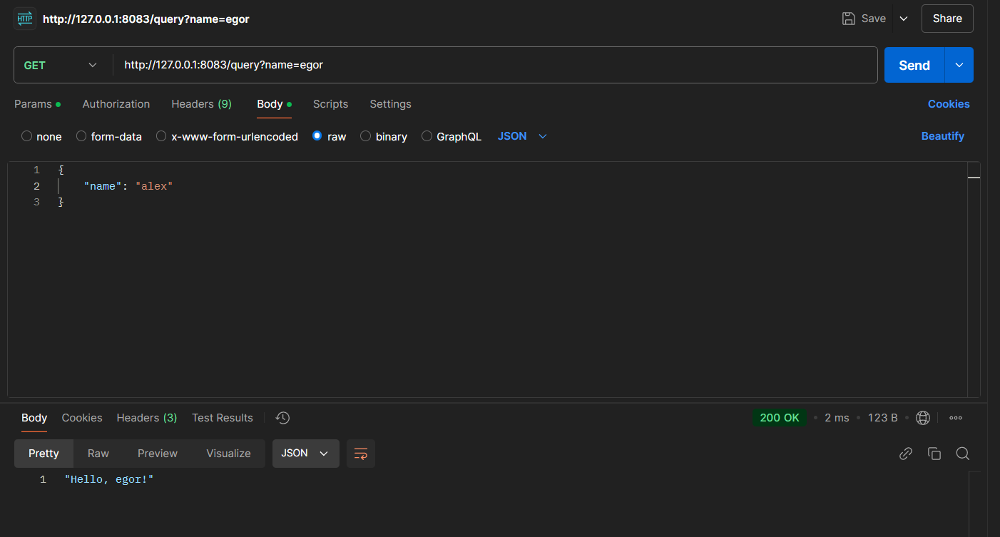 HTTP http://127.0.0.1:8083/query?name=egor Save Share
GET http://127.0.0.1:8083/query?name=egor Send
Params Authorization Headers (9) Body Scripts Settings Cookies
none form-data x-www-form-urlencoded raw binary GraphQL JSON Beautify
1 {
2 "name": "alex"
3 }
Body Cookies Headers (3) Test Results 200 OK 2 ms 123 B
Pretty Raw Preview Visualize JSON
1 "Hello, egor!"